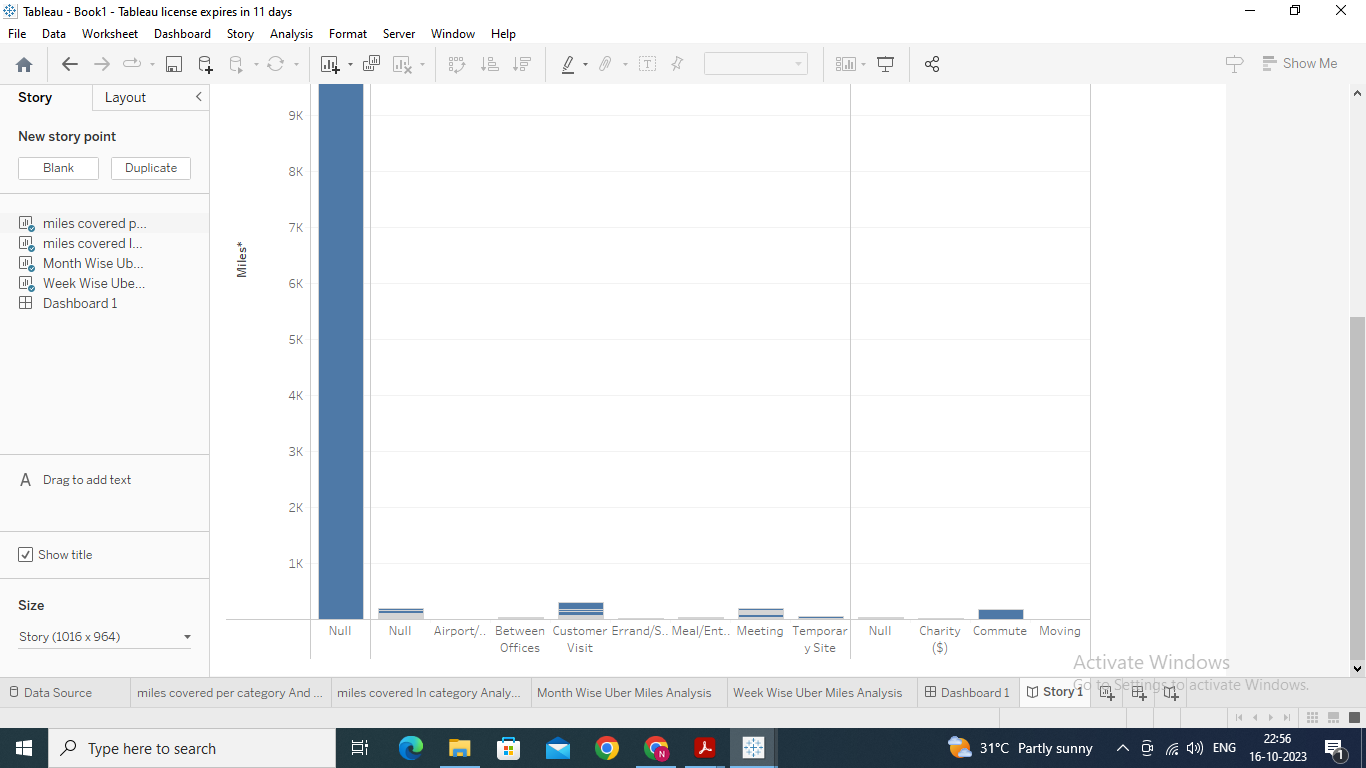 Tableau - Book1 - Tableau license expires in 11 days
File Data Worksheet Dashboard Story Analysis Format Server Window Help
Show Me
Story Layout
New story point
Blank Duplicate
miles covered p...
miles covered I...
Month Wise Ub...
Week Wise Ube...
Dashboard 1
A Drag to add text
Show title
Size
Story (1016 x 964)
Miles*
9K
8K
7K
6K
5K
4K
3K
2K
1K
Null Null Airport/.. Between Offices Customer Visit Errand/S.. Meal/Ent.. Meeting Temporar y Site Null Charity ($) Commute Moving
Activate Windows
Go to Settings to activate Windows.
Data Source miles covered per category And ... miles covered In category Analy... Month Wise Uber Miles Analysis Week Wise Uber Miles Analysis Dashboard 1 Story 1
Type here to search
31°C Partly sunny
ENG
22:56
16-10-2023
1